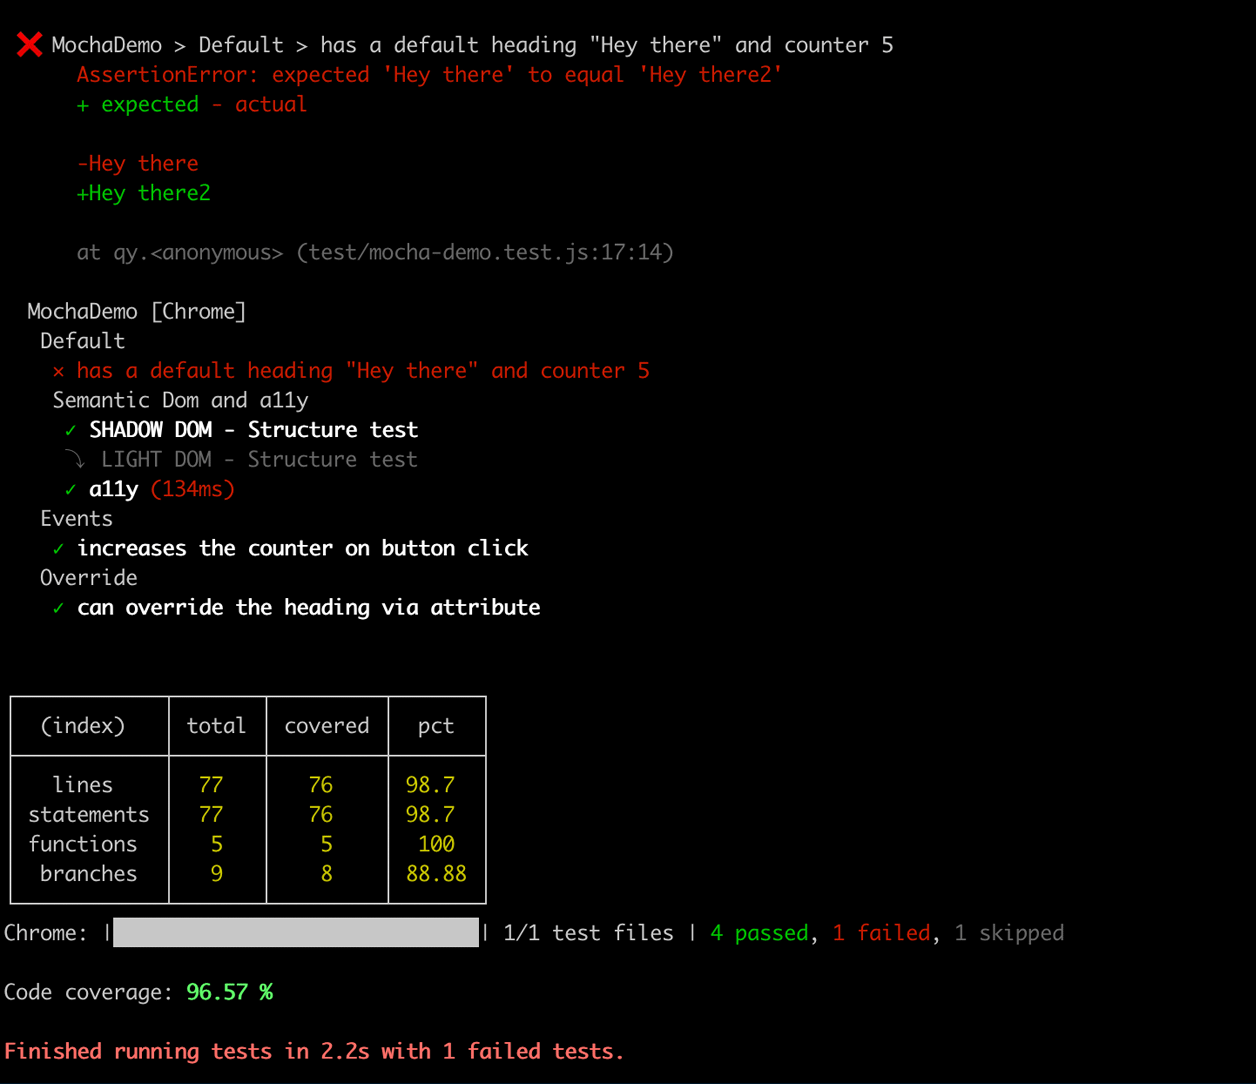 ❌ MochaDemo > Default > has a default heading "Hey there" and counter 5
AssertionError: expected 'Hey there' to equal 'Hey there2'
+ expected - actual
-Hey there
+Hey there2
at qy.<anonymous> (test/mocha-demo.test.js:17:14)
MochaDemo [Chrome]
Default
× has a default heading "Hey there" and counter 5
Semantic Dom and a11y
✓ SHADOW DOM - Structure test
⤵ LIGHT DOM - Structure test
✓ a11y (134ms)
Events
✓ increases the counter on button click
Override
✓ can override the heading via attribute
(index) total covered pct
lines 77 76 98.7
statements 77 76 98.7
functions 5 5 100
branches 9 8 88.88
Chrome: | | 1/1 test files | 4 passed, 1 failed, 1 skipped
Code coverage: 96.57 %
Finished running tests in 2.2s with 1 failed tests.